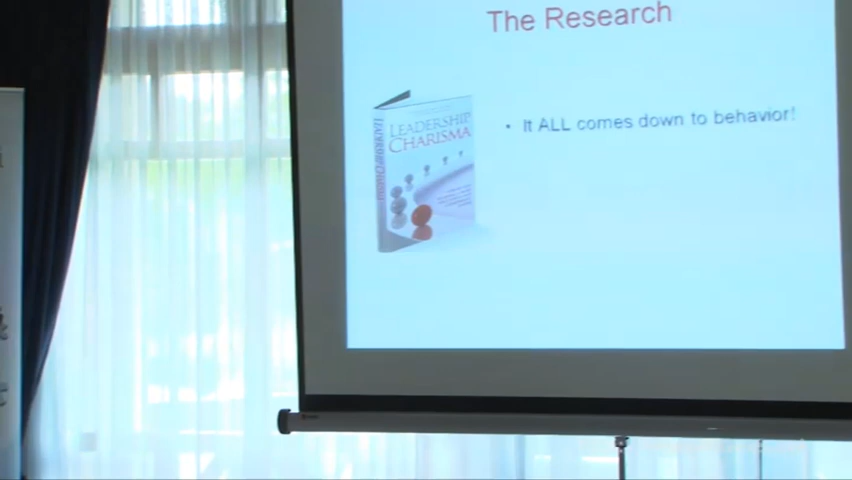 The Research
LEADERSHIP
CHARISMA
• It ALL comes down to behavior!